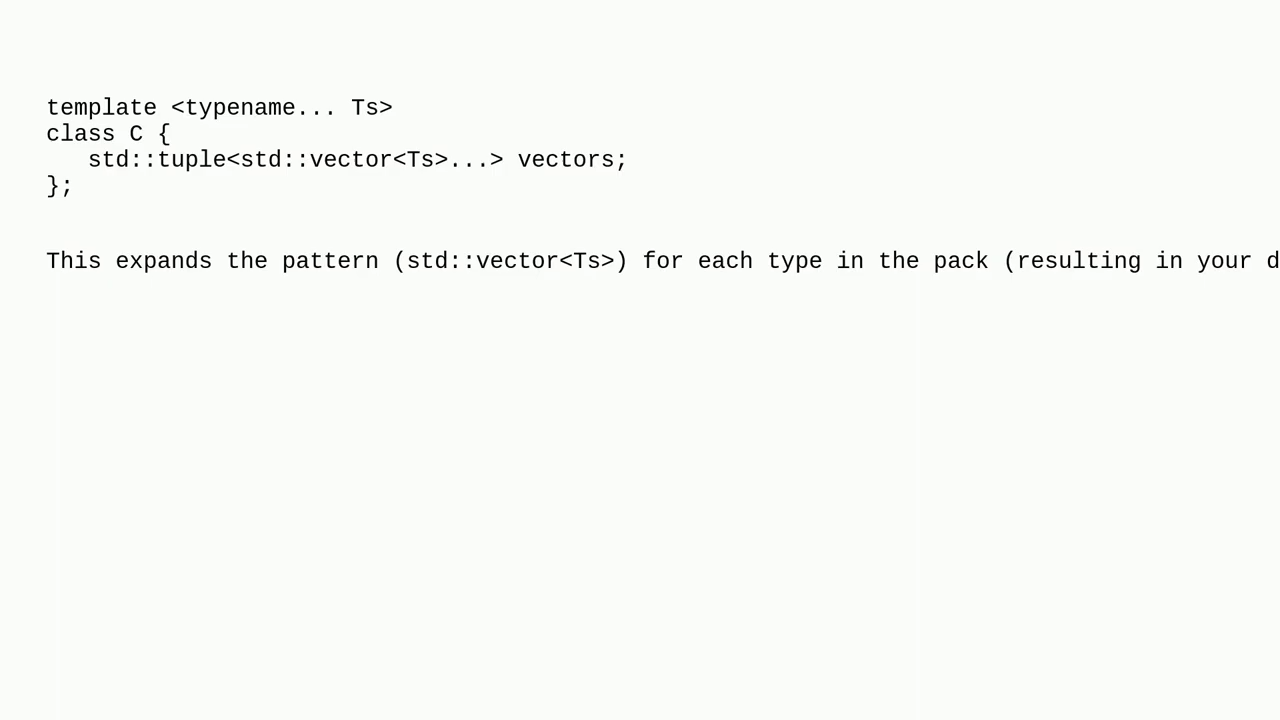 template <typename... Ts>
class C {
   std::tuple<std::vector<Ts>...> vectors;
};
This expands the pattern (std::vector<Ts>) for each type in the pack (resulting in your